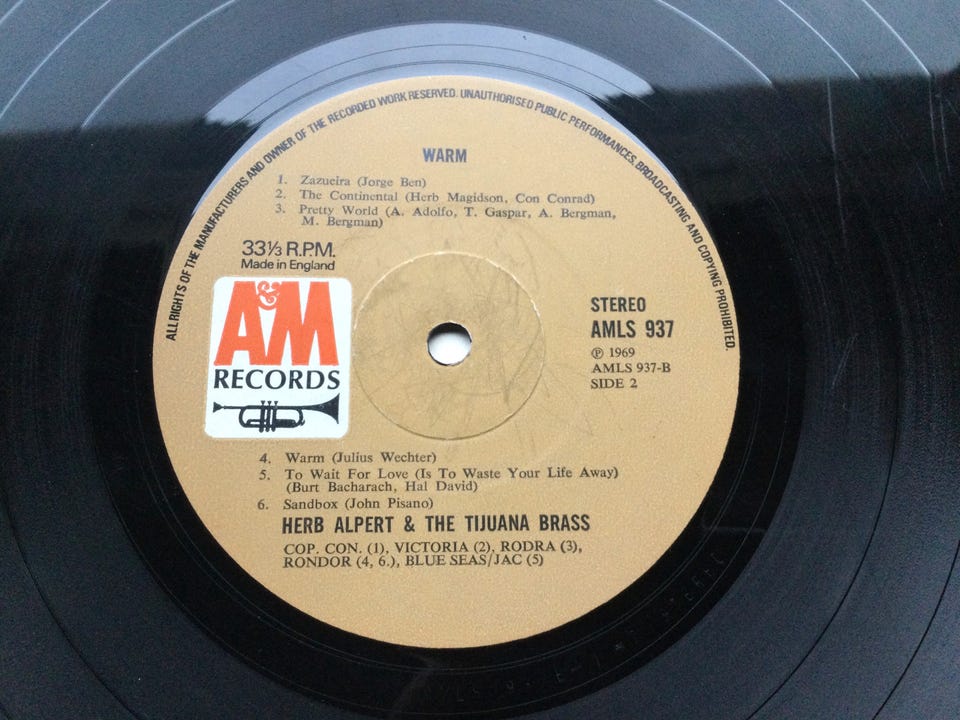 ALL RIGHTS OF THE MANUFACTURERS AND OWNER OF THE RECORDED WORK RESERVED. UNAUTHORISED PUBLIC PERFORMANCES, BROADCASTING AND COPYING PROHIBITED.
WARM
1. Zazueira (Jorge Ben)
2. The Continental (Herb Magidson, Con Conrad)
3. Pretty World (A. Adolfo, T. Gaspar, A. Bergman,
M. Bergman)
33⅓ R.P.M.
Made in England
A&M
RECORDS
STEREO
AMLS 937
℗ 1969
AMLS 937-B
SIDE 2
4. Warm (Julius Wechter)
5. To Wait For Love (Is To Waste Your Life Away)
(Burt Bacharach, Hal David)
6. Sandbox (John Pisano)
HERB ALPERT & THE TIJUANA BRASS
COP. CON. (1), VICTORIA (2), RODRA (3),
RONDOR (4, 6.), BLUE SEAS/JAC (5)